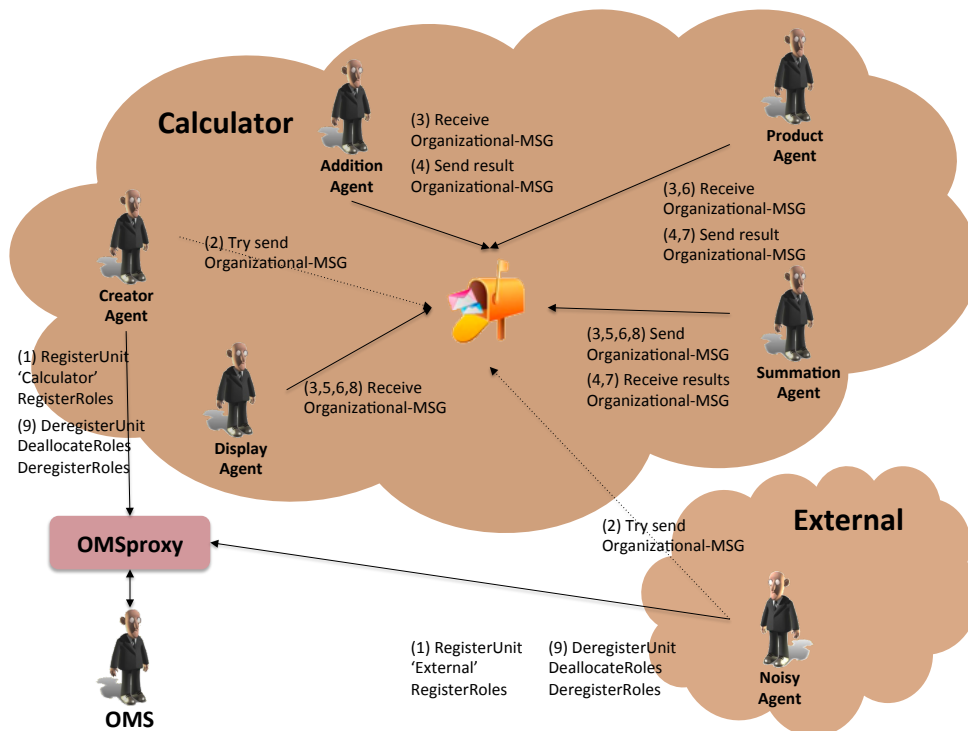 Calculator
Addition
Agent
(3) Receive
Organizational-MSG
(4) Send result
Organizational-MSG
Product
Agent
(3,6) Receive
Organizational-MSG
(4,7) Send result
Organizational-MSG
(2) Try send
Organizational-MSG
Creator
Agent
(1) RegisterUnit
‘Calculator’
RegisterRoles
(9) DeregisterUnit
DeallocateRoles
DeregisterRoles
Display
Agent
(3,5,6,8) Receive
Organizational-MSG
(3,5,6,8) Send
Organizational-MSG
(4,7) Receive results
Organizational-MSG
Summation
Agent
External
(2) Try send
Organizational-MSG
OMSproxy
(1) RegisterUnit
‘External’
RegisterRoles
(9) DeregisterUnit
DeallocateRoles
DeregisterRoles
Noisy
Agent
OMS